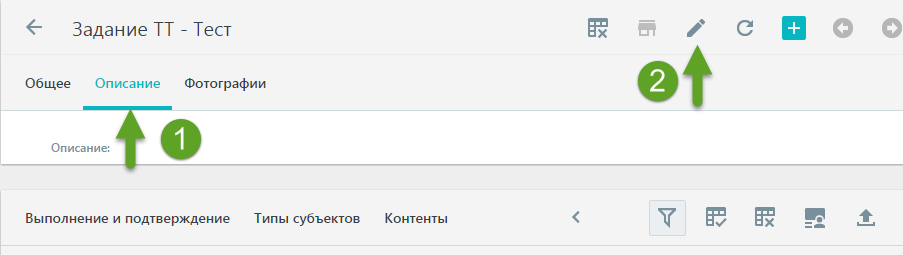 Задание ТТ - Тест
2
Общее Описание Фотографии
1
Описание:
Выполнение и подтверждение Типы субъектов Контенты